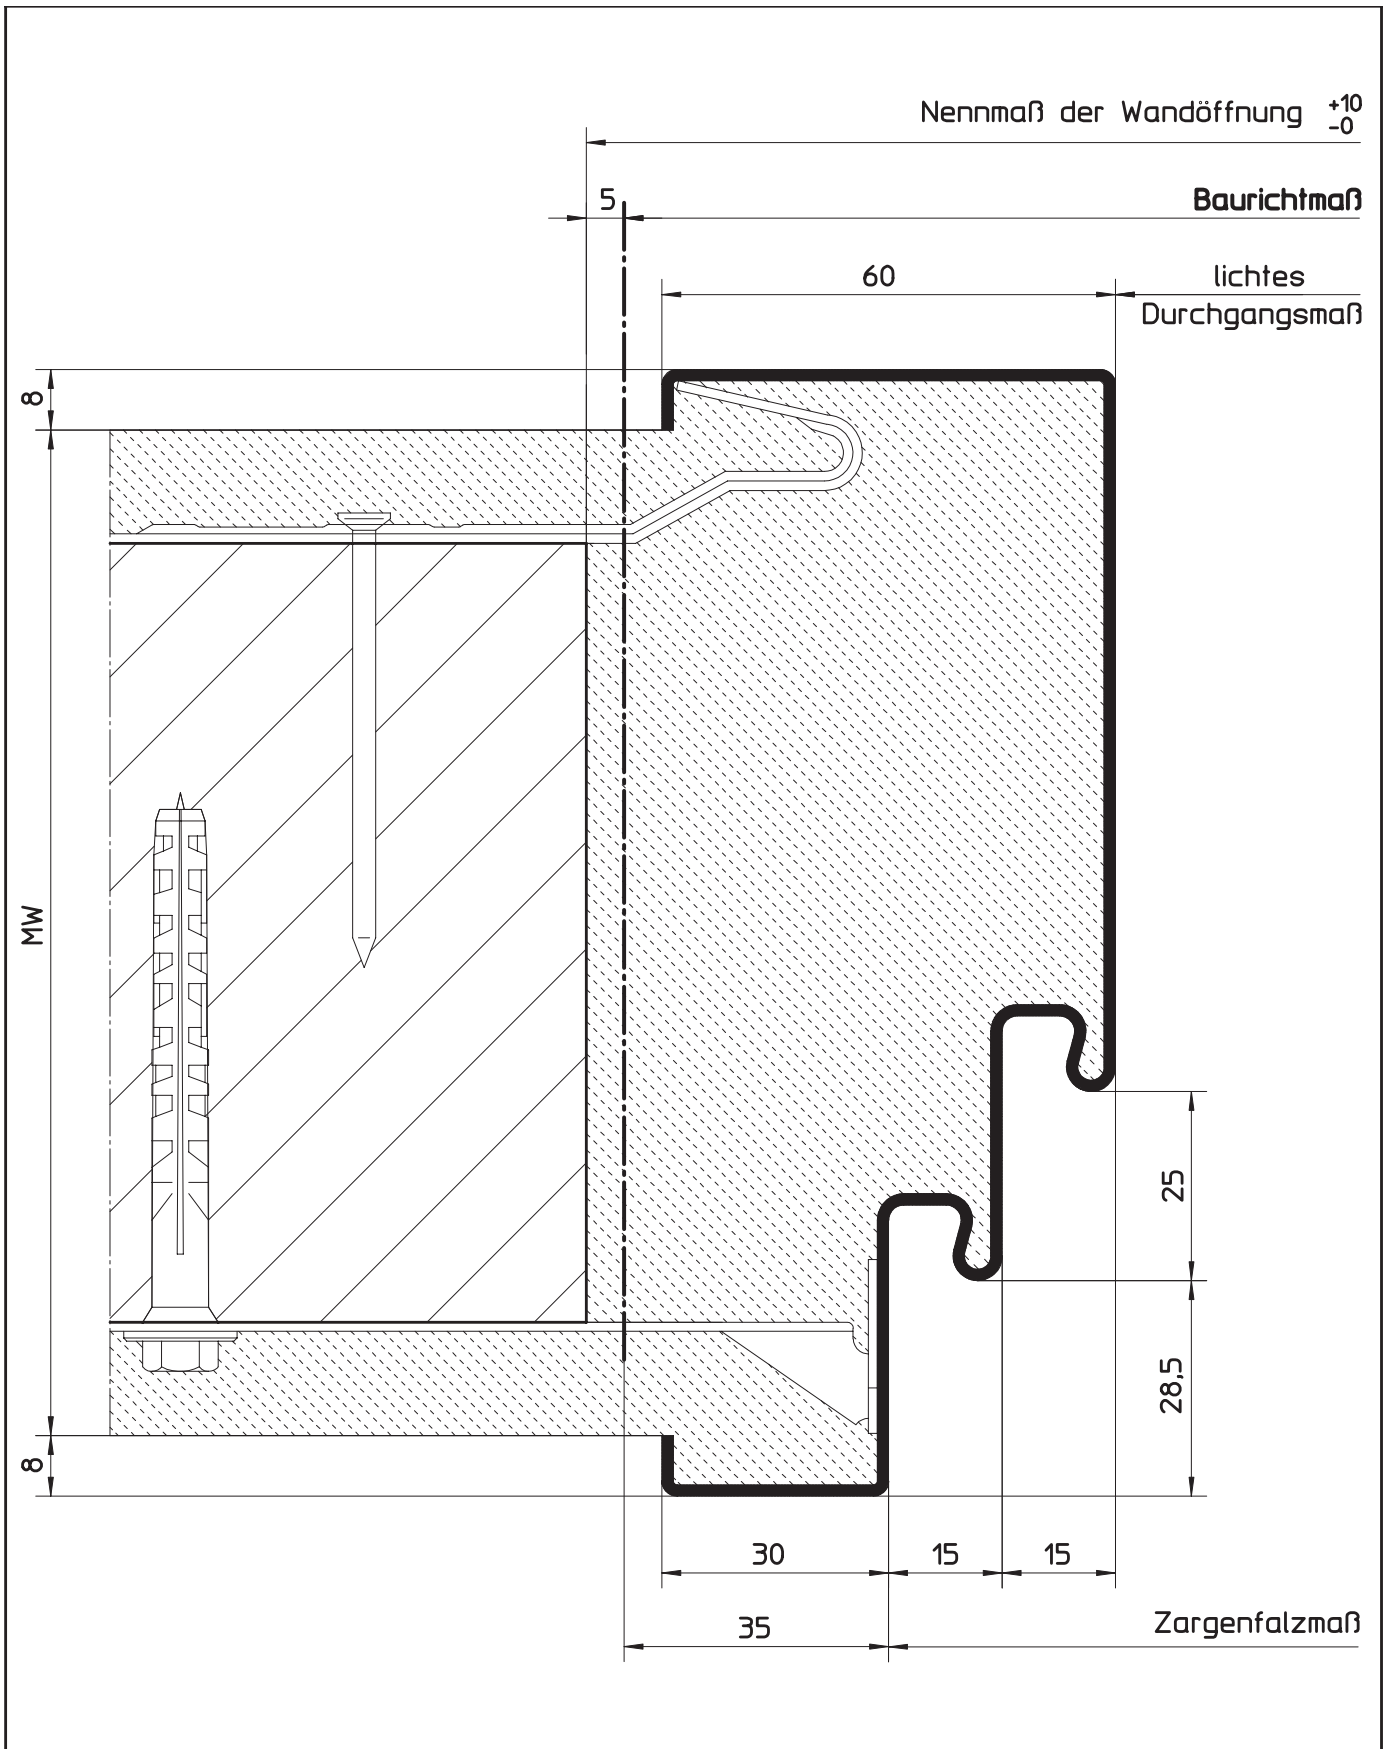 Nennmaß der Wandöffnung +10
-0
5
Baurichtmaß
60
lichtes
Durchgangsmaß
8
MW
25
28,5
8
30
15
15
35
Zargenfalzmaß